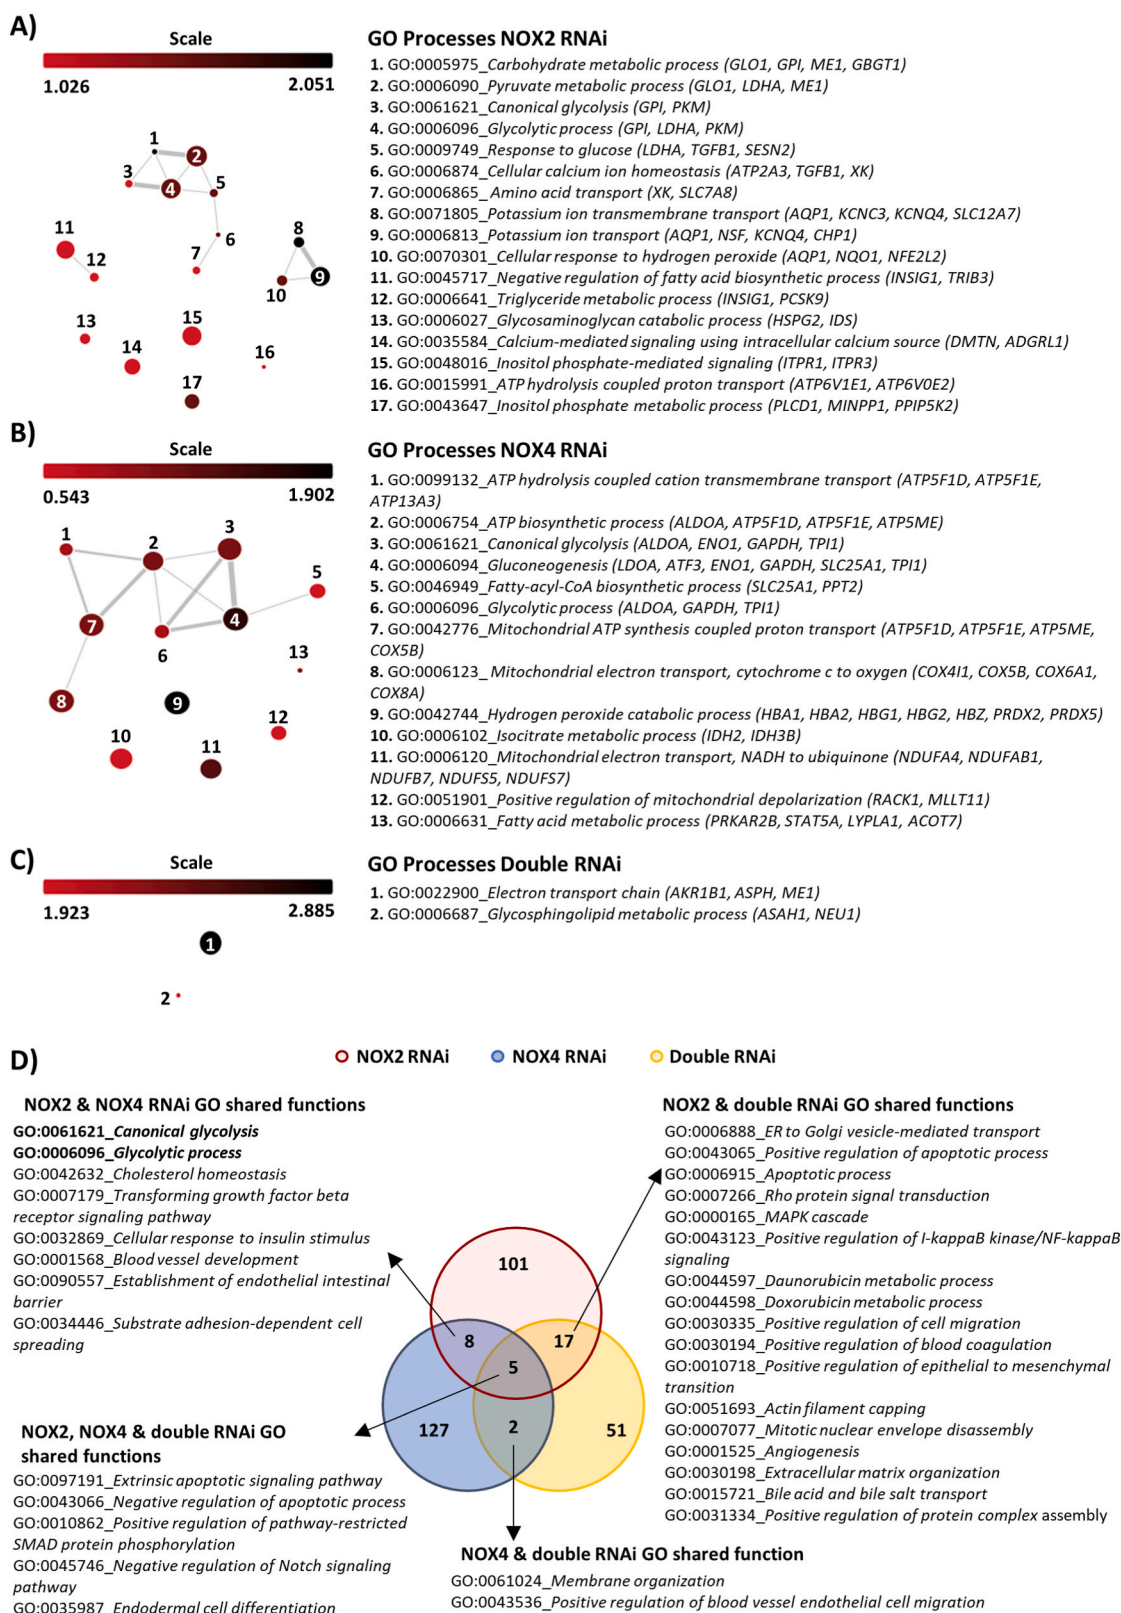 A)
Scale
1.026
2.051
1
2
3
4
5
6
7
8
9
10
11
12
13
14
15
16
17
GO Processes NOX2 RNAi
1. GO:0005975_Carbohydrate metabolic process (GLO1, GPI, ME1, GBGT1)
2. GO:0006090_Pyruvate metabolic process (GLO1, LDHA, ME1)
3. GO:0061621_Canonical glycolysis (GPI, PKM)
4. GO:0006096_Glycolytic process (GPI, LDHA, PKM)
5. GO:0009749_Response to glucose (LDHA, TGFB1, SESN2)
6. GO:0006874_Cellular calcium ion homeostasis (ATP2A3, TGFB1, XK)
7. GO:0006865_Amino acid transport (XK, SLC7A8)
8. GO:0071805_Potassium ion transmembrane transport (AQP1, KCNC3, KCNQ4, SLC12A7)
9. GO:0006813_Potassium ion transport (AQP1, NSF, KCNQ4, CHP1)
10. GO:0070301_Cellular response to hydrogen peroxide (AQP1, NQO1, NFE2L2)
11. GO:0045717_Negative regulation of fatty acid biosynthetic process (INSIG1, TRIB3)
12. GO:0006641_Triglyceride metabolic process (INSIG1, PCSK9)
13. GO:0006027_Glycosaminoglycan catabolic process (HSPG2, IDS)
14. GO:0035584_Calcium-mediated signaling using intracellular calcium source (DMTN, ADGRL1)
15. GO:0048016_Inositol phosphate-mediated signaling (ITPR1, ITPR3)
16. GO:0015991_ATP hydrolysis coupled proton transport (ATP6V1E1, ATP6V0E2)
17. GO:0043647_Inositol phosphate metabolic process (PLCD1, MINPP1, PPIP5K2)
B)
Scale
0.543
1.902
1
2
3
4
5
6
7
8
9
10
11
12
13
GO Processes NOX4 RNAi
1. GO:0099132_ATP hydrolysis coupled cation transmembrane transport (ATP5F1D, ATP5F1E,
ATP13A3)
2. GO:0006754_ATP biosynthetic process (ALDOA, ATP5F1D, ATP5F1E, ATP5ME)
3. GO:0061621_Canonical glycolysis (ALDOA, ENO1, GAPDH, TPI1)
4. GO:0006094_Gluconeogenesis (LDOA, ATF3, ENO1, GAPDH, SLC25A1, TPI1)
5. GO:0046949_Fatty-acyl-CoA biosynthetic process (SLC25A1, PPT2)
6. GO:0006096_Glycolytic process (ALDOA, GAPDH, TPI1)
7. GO:0042776_Mitochondrial ATP synthesis coupled proton transport (ATP5F1D, ATP5F1E, ATP5ME,
COX5B)
8. GO:0006123_ Mitochondrial electron transport, cytochrome c to oxygen (COX4I1, COX5B, COX6A1,
COX8A)
9. GO:0042744_Hydrogen peroxide catabolic process (HBA1, HBA2, HBG1, HBG2, HBZ, PRDX2, PRDX5)
10. GO:0006102_Isocitrate metabolic process (IDH2, IDH3B)
11. GO:0006120_Mitochondrial electron transport, NADH to ubiquinone (NDUFA4, NDUFAB1,
NDUFB7, NDUFS5, NDUFS7)
12. GO:0051901_Positive regulation of mitochondrial depolarization (RACK1, MLLT11)
13. GO:0006631_Fatty acid metabolic process (PRKAR2B, STAT5A, LYPLA1, ACOT7)
C)
Scale
1.923
2.885
1
2
GO Processes Double RNAi
1. GO:0022900_Electron transport chain (AKR1B1, ASPH, ME1)
2. GO:0006687_Glycosphingolipid metabolic process (ASAH1, NEU1)
D)
NOX2 RNAi
NOX4 RNAi
Double RNAi
NOX2 & NOX4 RNAi GO shared functions
GO:0061621_Canonical glycolysis
GO:0006096_Glycolytic process
GO:0042632_Cholesterol homeostasis
GO:0007179_Transforming growth factor beta
receptor signaling pathway
GO:0032869_Cellular response to insulin stimulus
GO:0001568_Blood vessel development
GO:0090557_Establishment of endothelial intestinal
barrier
GO:0034446_Substrate adhesion-dependent cell
spreading
NOX2 & double RNAi GO shared functions
GO:0006888_ER to Golgi vesicle-mediated transport
GO:0043065_Positive regulation of apoptotic process
GO:0006915_Apoptotic process
GO:0007266_Rho protein signal transduction
GO:0000165_MAPK cascade
GO:0043123_Positive regulation of I-kappaB kinase/NF-kappaB
signaling
GO:0044597_Daunorubicin metabolic process
GO:0044598_Doxorubicin metabolic process
GO:0030335_Positive regulation of cell migration
GO:0030194_Positive regulation of blood coagulation
GO:0010718_Positive regulation of epithelial to mesenchymal
transition
GO:0051693_Actin filament capping
GO:0007077_Mitotic nuclear envelope disassembly
GO:0001525_Angiogenesis
GO:0030198_Extracellular matrix organization
GO:0015721_Bile acid and bile salt transport
GO:0031334_Positive regulation of protein complex assembly
101
8
17
5
127
2
51
NOX2, NOX4 & double RNAi GO
shared functions
GO:0097191_Extrinsic apoptotic signaling pathway
GO:0043066_Negative regulation of apoptotic process
GO:0010862_Positive regulation of pathway-restricted
SMAD protein phosphorylation
GO:0045746_Negative regulation of Notch signaling
pathway
GO:0035987_Endodermal cell differentiation
NOX4 & double RNAi GO shared function
GO:0061024_Membrane organization
GO:0043536_Positive regulation of blood vessel endothelial cell migration